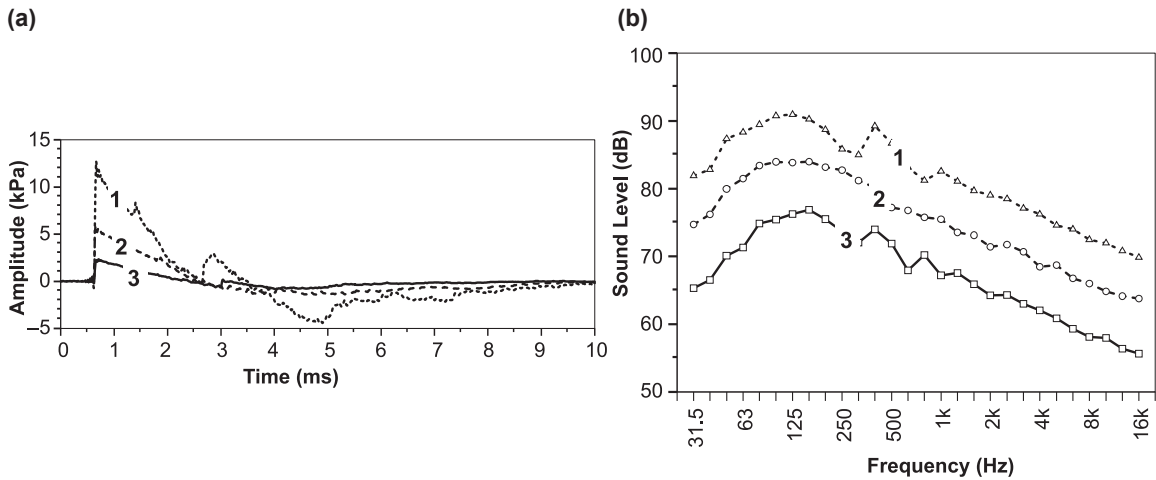 (a)
15
10
5
0
–5
Amplitude (kPa)
1
2
3
0 1 2 3 4 5 6 7 8 9 10
Time (ms)
(b)
100
90
80
70
60
50
Sound Level (dB)
1
2
3
31.5 63 125 250 500 1k 2k 4k 8k 16k
Frequency (Hz)